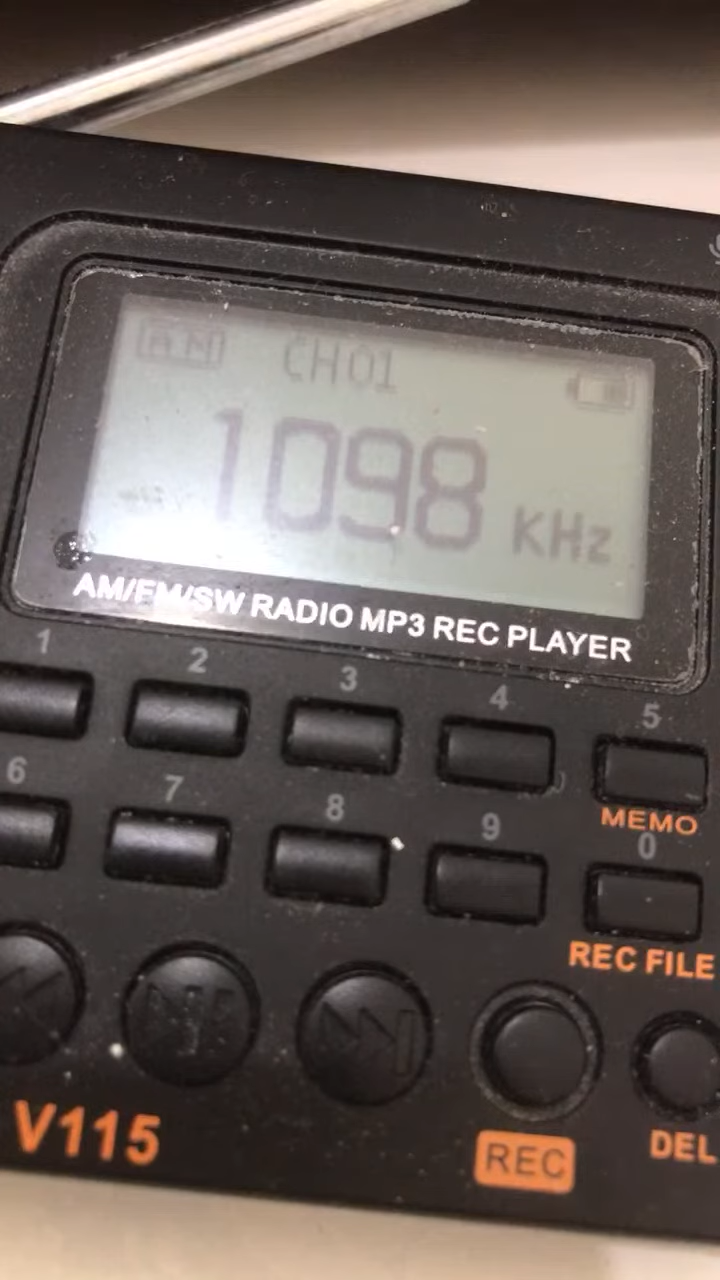 CH01
1098 KHz
AM/FM/SW RADIO MP3 REC PLAYER
1 2 3 4 5
MEMO
6 7 8 9 0
REC FILE
V115
REC
DEL